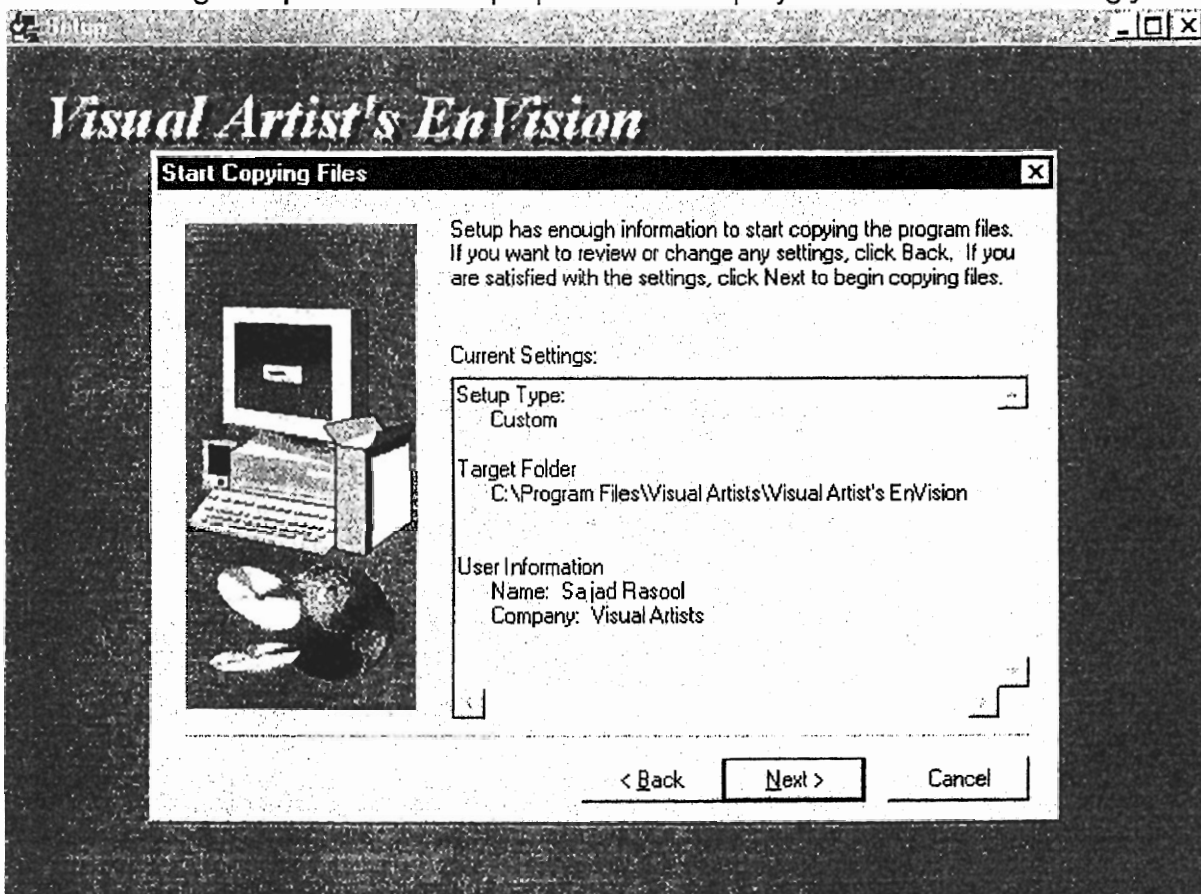 Setup
Visual Artist's EnVision
Start Copying Files
Setup has enough information to start copying the program files.
If you want to review or change any settings, click Back. If you
are satisfied with the settings, click Next to begin copying files.
Current Settings:
Setup Type:
Custom
Target Folder
C:\Program Files\Visual Artists\Visual Artist's EnVision
User Information
Name: Sajad Rasool
Company: Visual Artists
< Back
Next >
Cancel